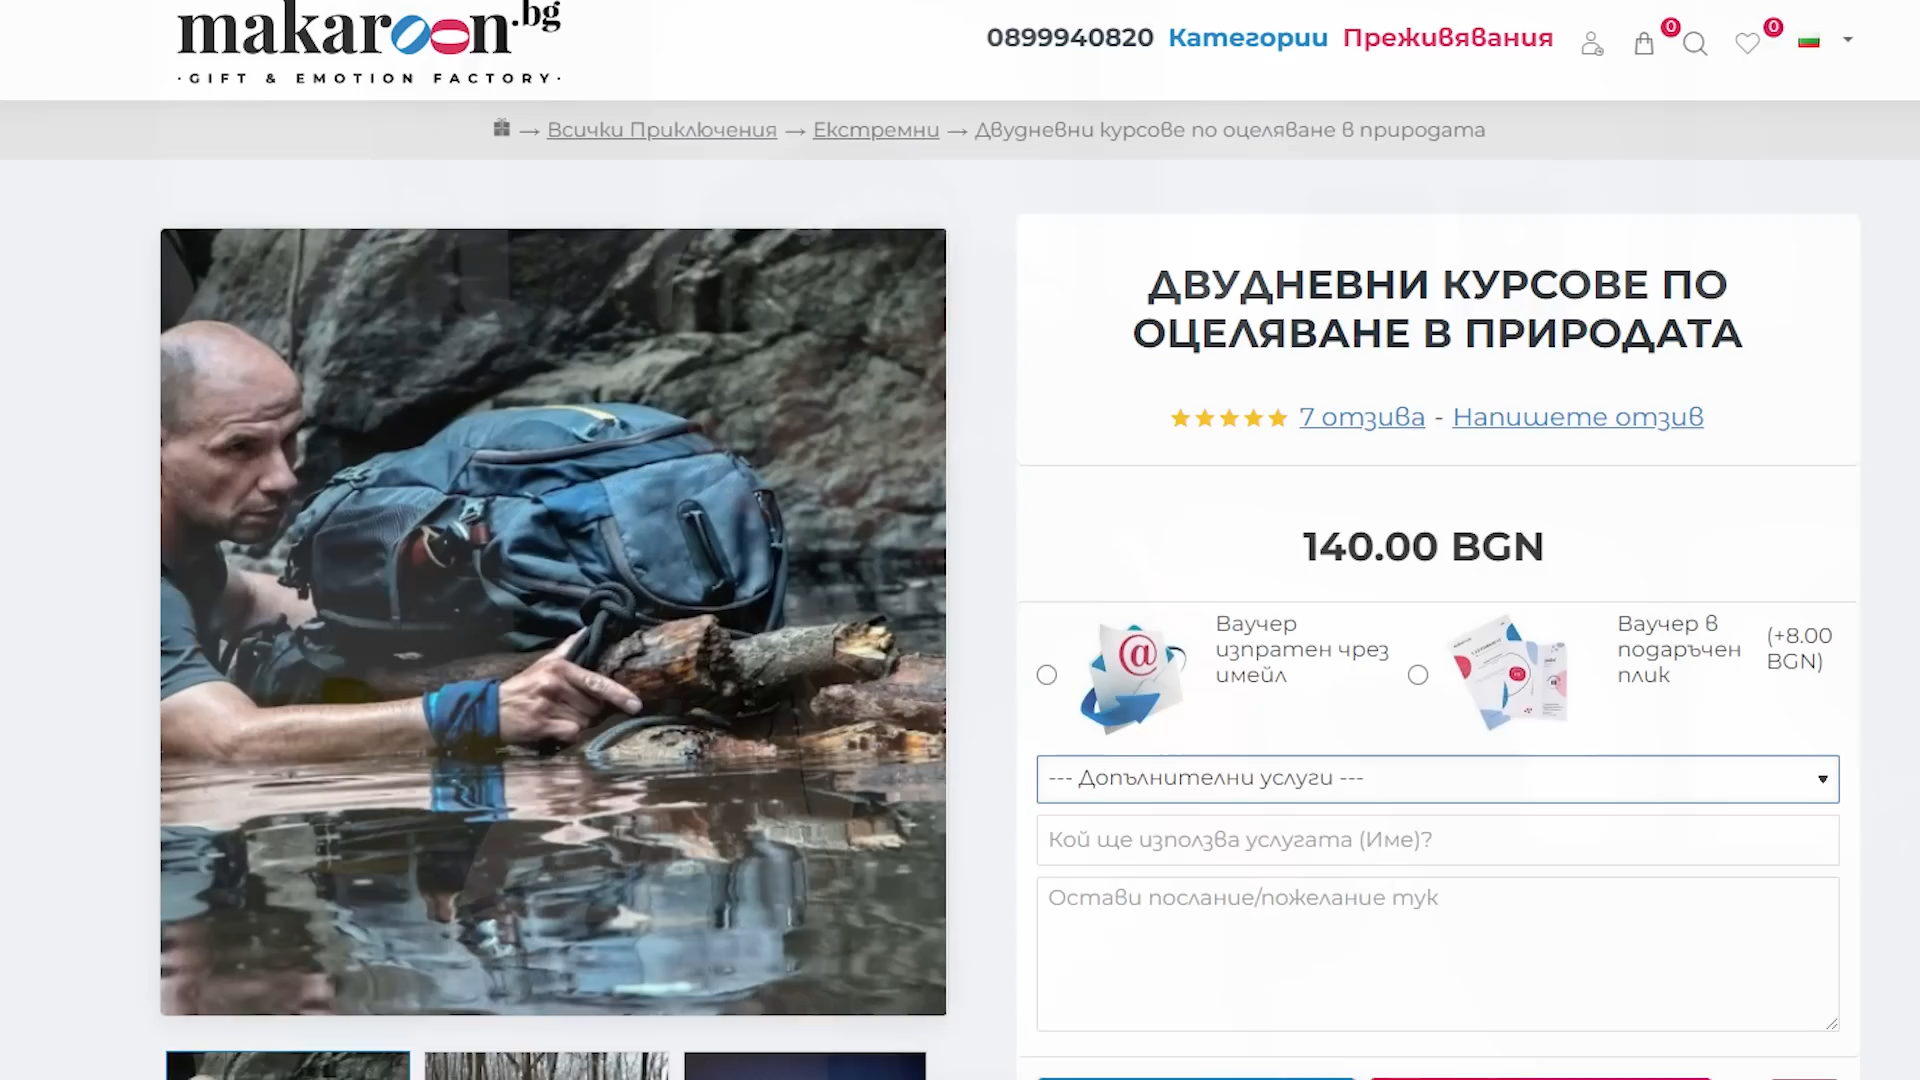 makaroon.bg
·GIFT & EMOTION FACTORY·
0899940820 Категории Преживявания 0 0
→ Всички Приключения → Екстремни → Двудневни курсове по оцеляване в природата
ДВУДНЕВНИ КУРСОВЕ ПО
ОЦЕЛЯВАНЕ В ПРИРОДАТА
7 отзива - Напишете отзив
140.00 BGN
Ваучер
изпратен чрез
имейл
Ваучер в
подаръчен
плик
(+8.00
BGN)
--- Допълнителни услуги ---
Кой ще използва услугата (Име)?
Остави послание/пожелание тук